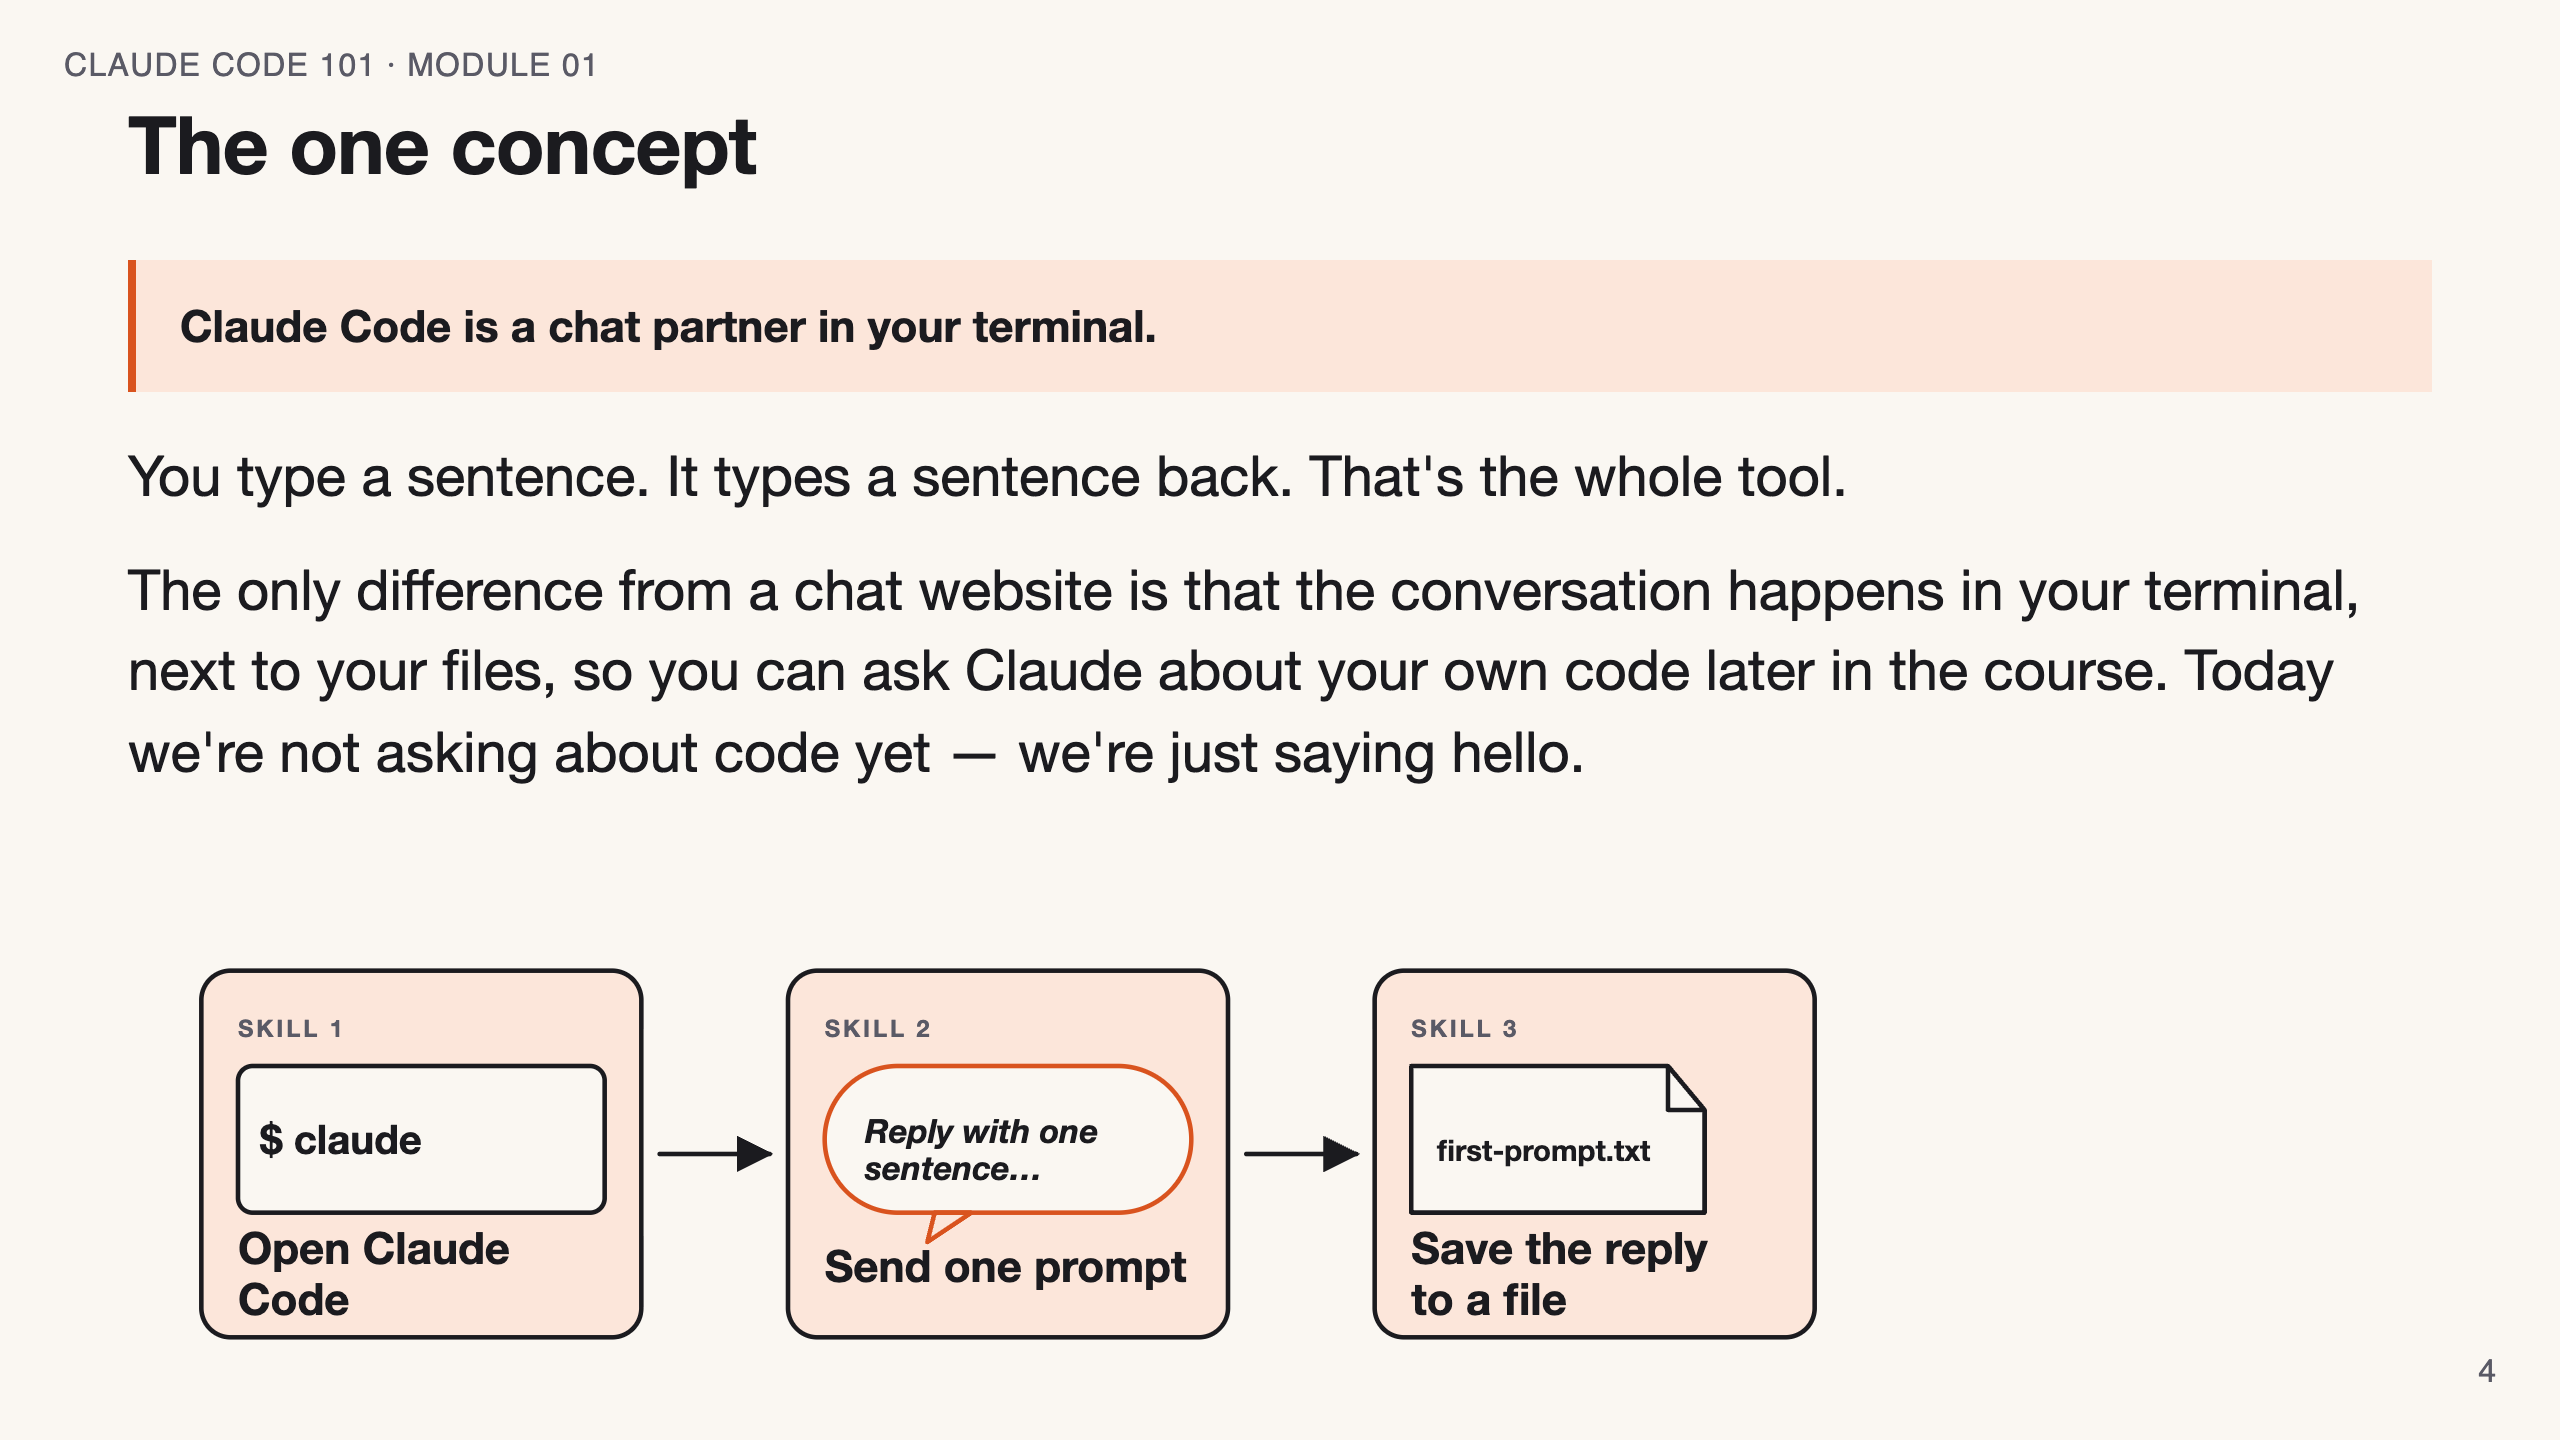 CLAUDE CODE 101 · MODULE 01
The one concept
Claude Code is a chat partner in your terminal.
You type a sentence. It types a sentence back. That's the whole tool.
The only difference from a chat website is that the conversation happens in your terminal,
next to your files, so you can ask Claude about your own code later in the course. Today
we're not asking about code yet — we're just saying hello.
SKILL 1
$ claude
Open Claude
Code
SKILL 2
Reply with one
sentence...
Send one prompt
SKILL 3
first-prompt.txt
Save the reply
to a file
4